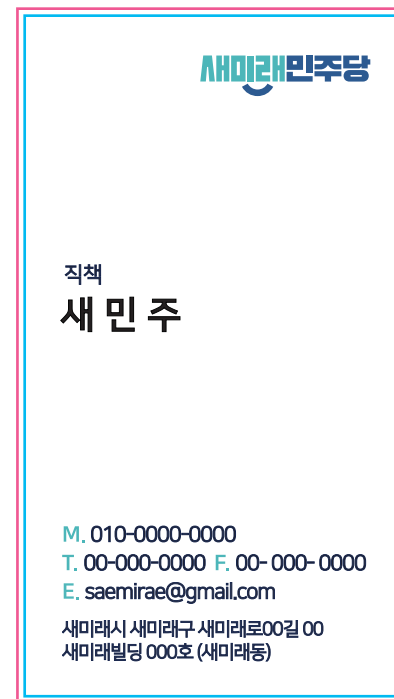 새미래민주당
직책
새 민 주
M. 010-0000-0000
T. 00-000-0000 F. 00- 000- 0000
E. saemirae@gmail.com
새미래시 새미래구 새미래로00길 00
새미래빌딩 000호 (새미래동)